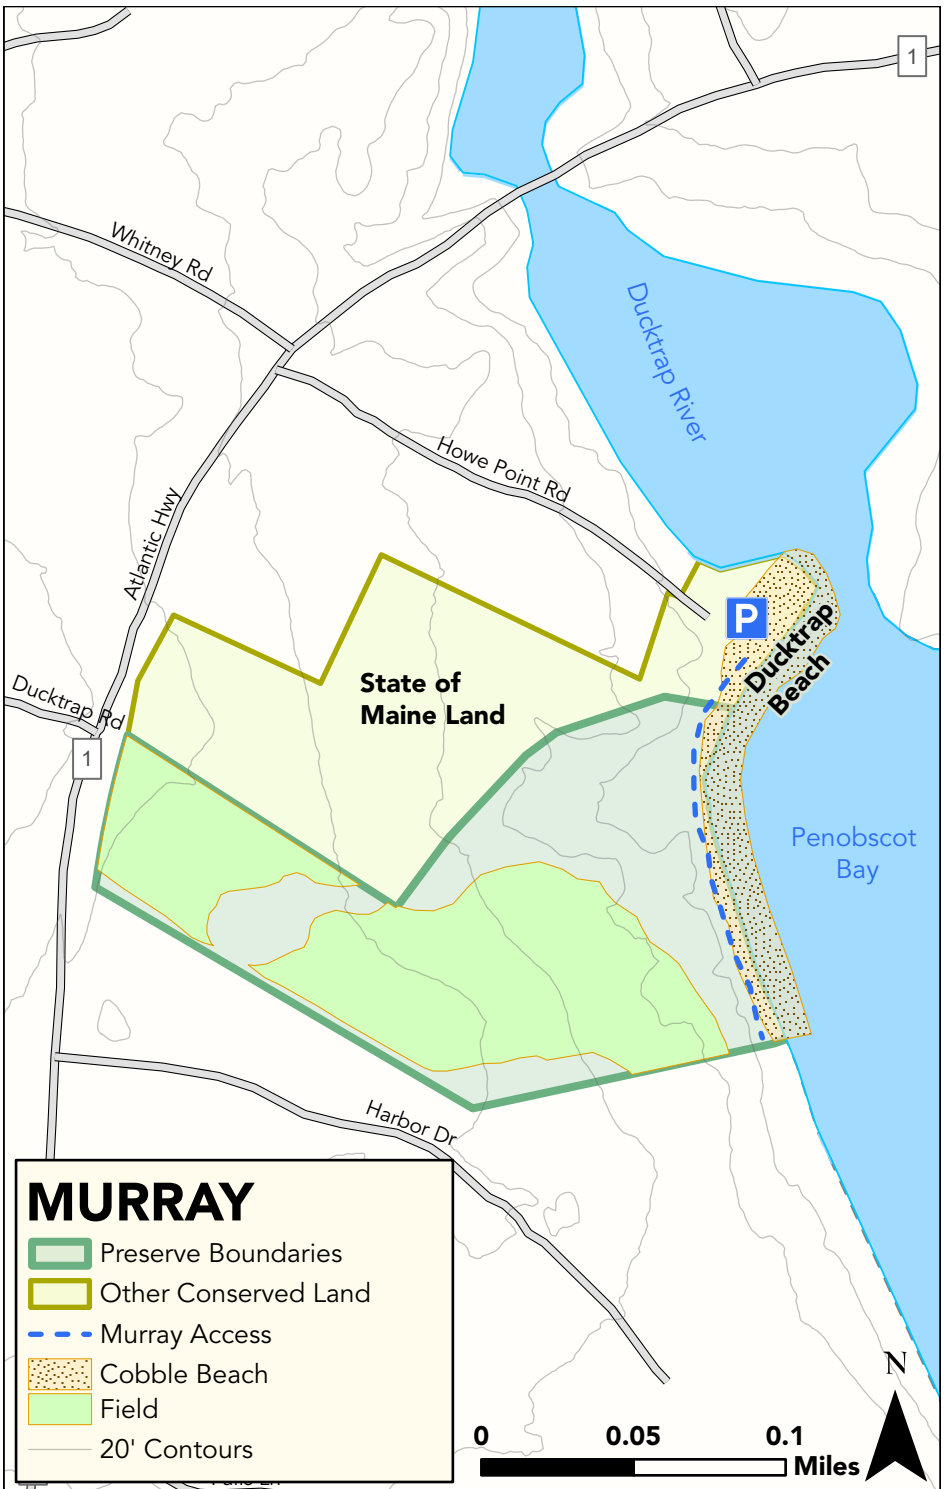 1
Whitney Rd
Ducktrap River
Howe Point Rd
Atlantic Hwy
P
Ducktrap
Beach
State of
Maine Land
Ducktrap Rd
1
Penobscot
Bay
Harbor Dr
MURRAY
Preserve Boundaries
Other Conserved Land
Murray Access
Cobble Beach
Field
20' Contours
N
0 0.05 0.1
Miles